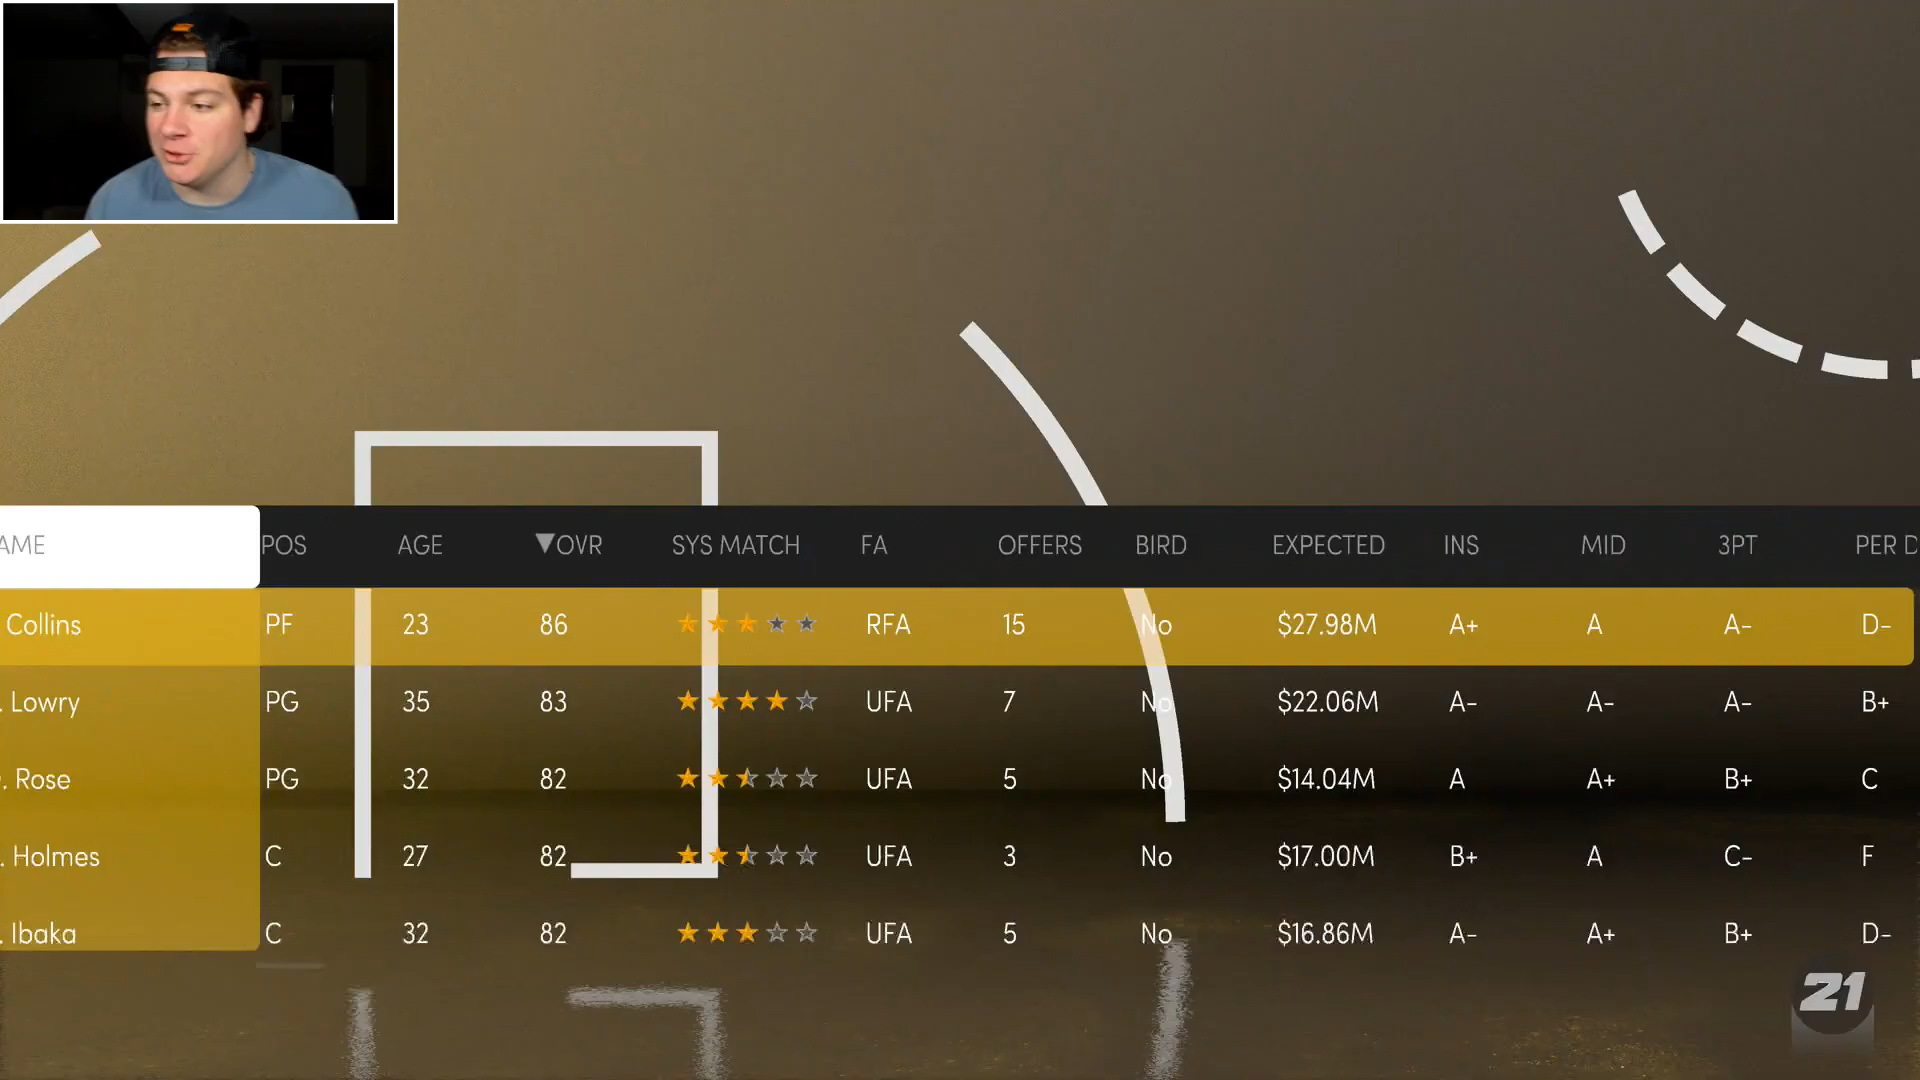 AME POS AGE ▼OVR SYS MATCH FA OFFERS BIRD EXPECTED INS MID 3PT PER D
Collins PF 23 86 RFA 15 No $27.98M A+ A A- D-
. Lowry PG 35 83 UFA 7 No $22.06M A- A- A- B+
. Rose PG 32 82 UFA 5 No $14.04M A A+ B+ C
. Holmes C 27 82 UFA 3 No $17.00M B+ A C- F
. Ibaka C 32 82 UFA 5 No $16.86M A- A+ B+ D-
21